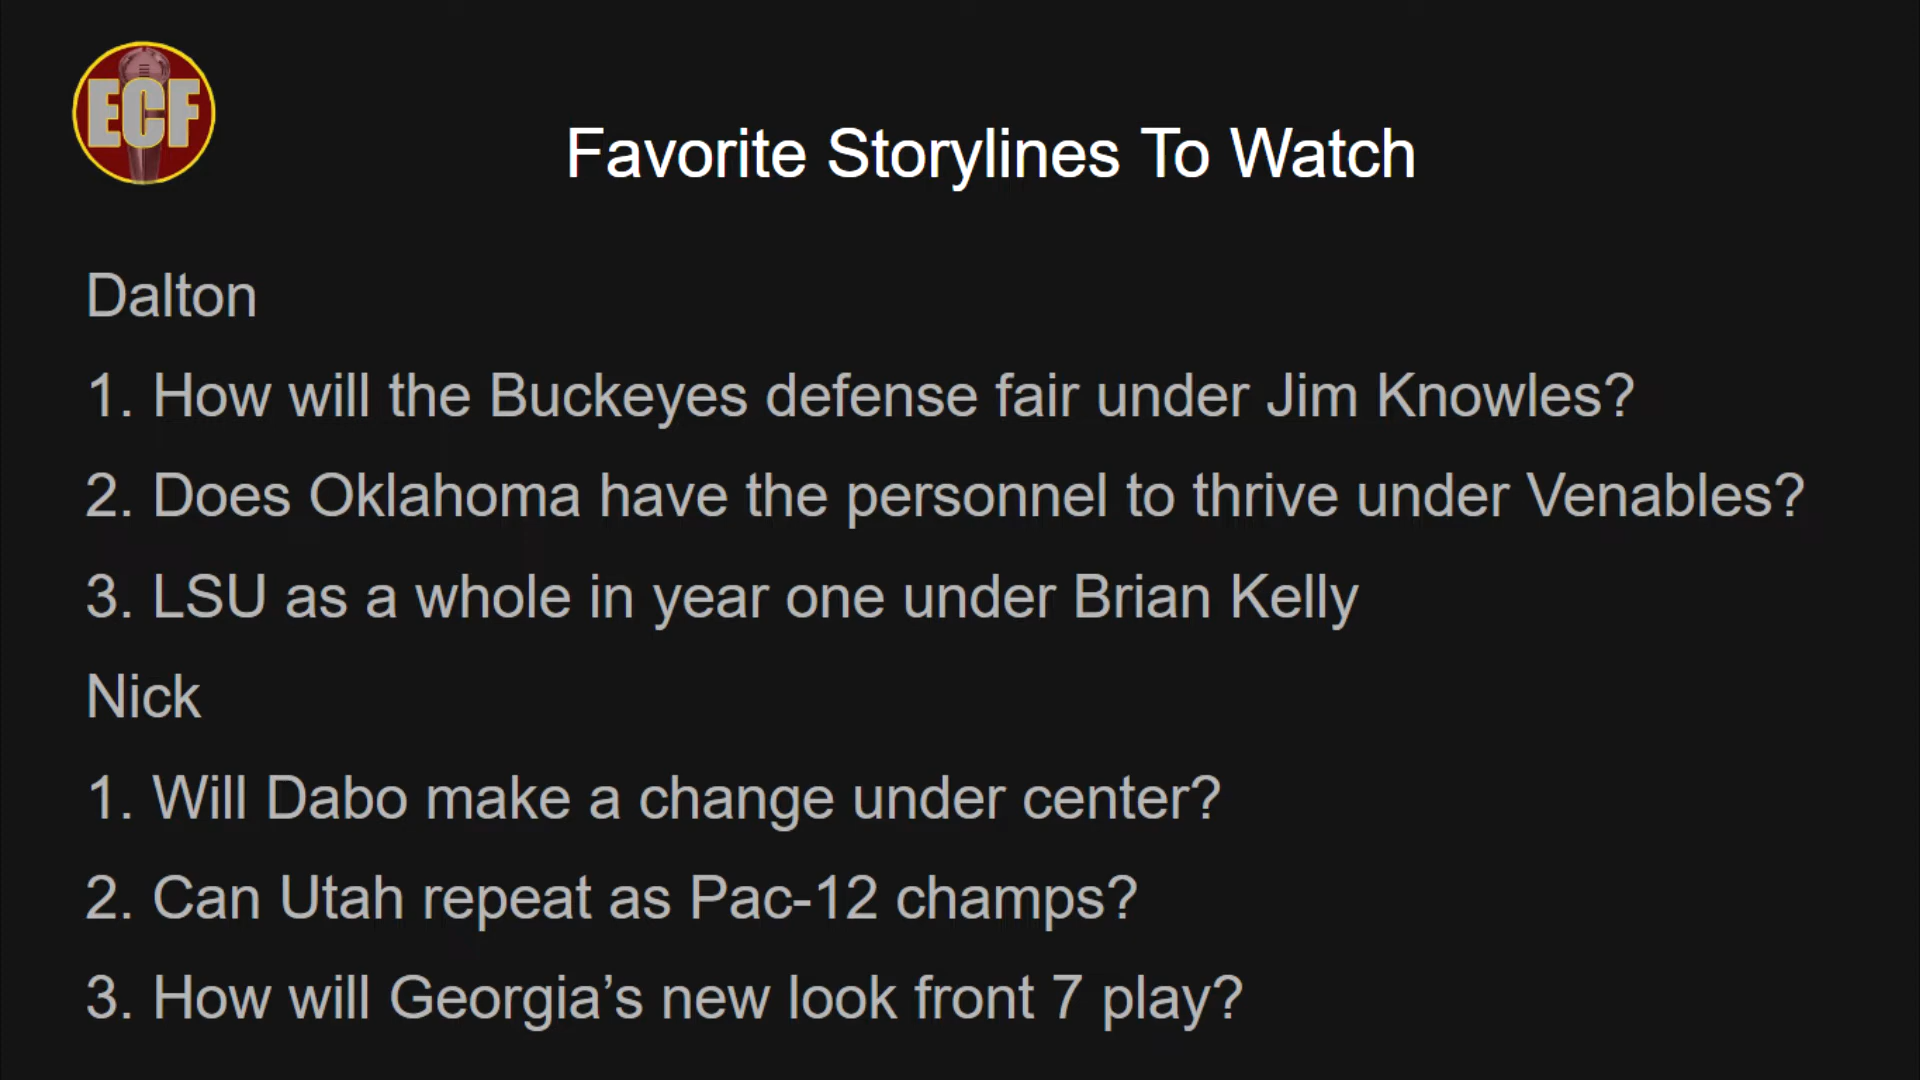 ECF
Favorite Storylines To Watch
Dalton
1. How will the Buckeyes defense fair under Jim Knowles?
2. Does Oklahoma have the personnel to thrive under Venables?
3. LSU as a whole in year one under Brian Kelly
Nick
1. Will Dabo make a change under center?
2. Can Utah repeat as Pac-12 champs?
3. How will Georgia’s new look front 7 play?